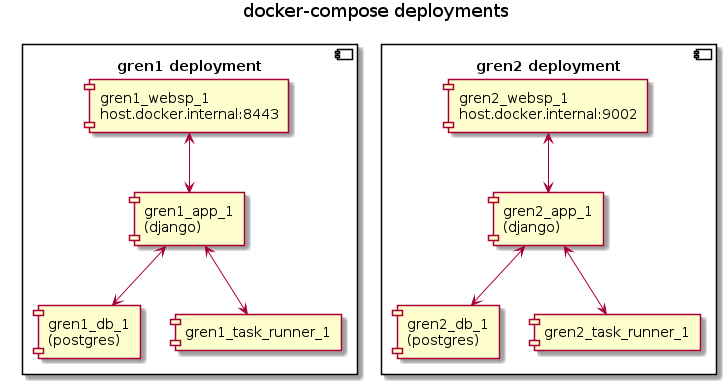 docker-compose deployments
gren1 deployment
gren1_websp_1
host.docker.internal:8443
gren1_app_1
(django)
gren1_db_1
(postgres)
gren1_task_runner_1
gren2 deployment
gren2_websp_1
host.docker.internal:9002
gren2_app_1
(django)
gren2_db_1
(postgres)
gren2_task_runner_1